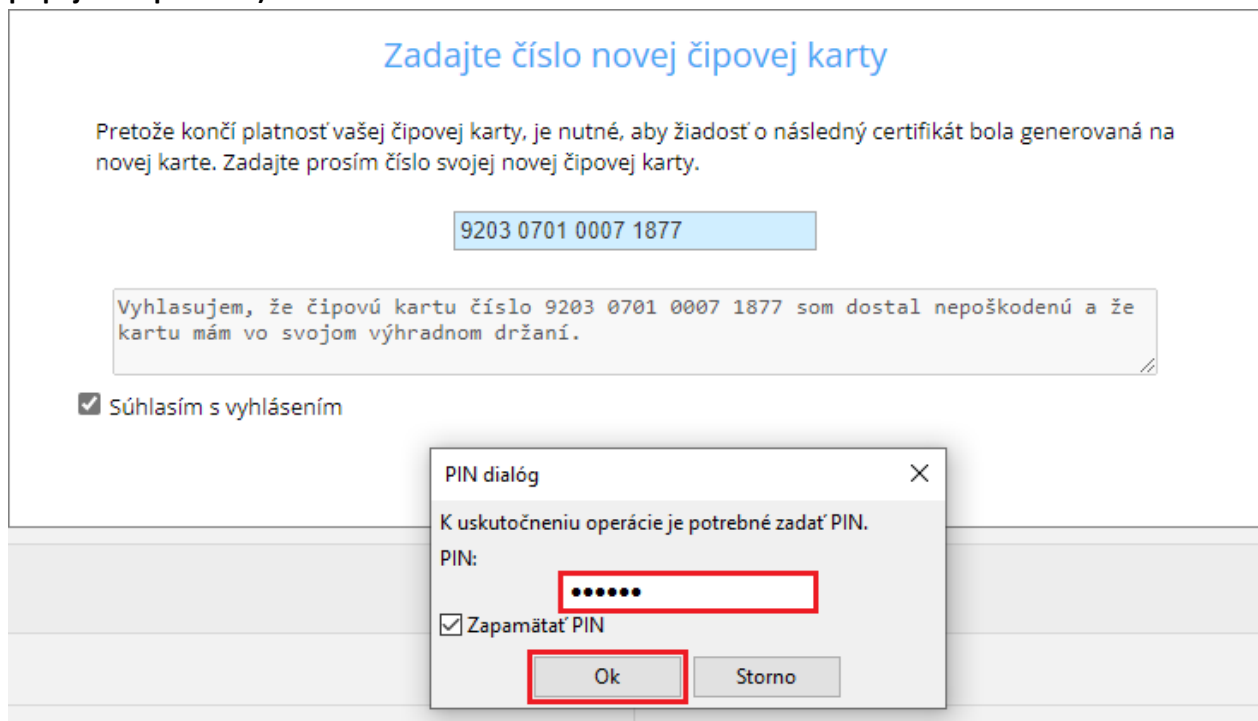 Zadajte číslo novej čipovej karty
Pretože končí platnosť vašej čipovej karty, je nutné, aby žiadosť o následný certifikát bola generovaná na
novej karte. Zadajte prosím číslo svojej novej čipovej karty.
9203 0701 0007 1877
Vyhlasujem, že čipovú kartu číslo 9203 0701 0007 1877 som dostal nepoškodenú a že
kartu mám vo svojom výhradnom držaní.
Súhlasím s vyhlásením
PIN dialóg
K uskutočneniu operácie je potrebné zadať PIN.
PIN:
••••••
Zapamätať PIN
Ok Storno